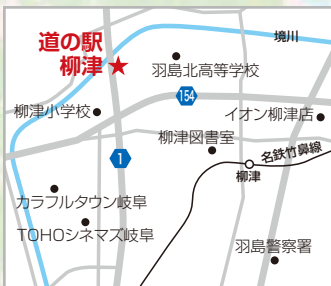 道の駅
柳津
境川
羽島北高等学校
154
柳津小学校
イオン柳津店
柳津図書室
名鉄竹鼻線
1
柳津
カラフルタウン岐阜
TOHOシネマズ岐阜
羽島警察署